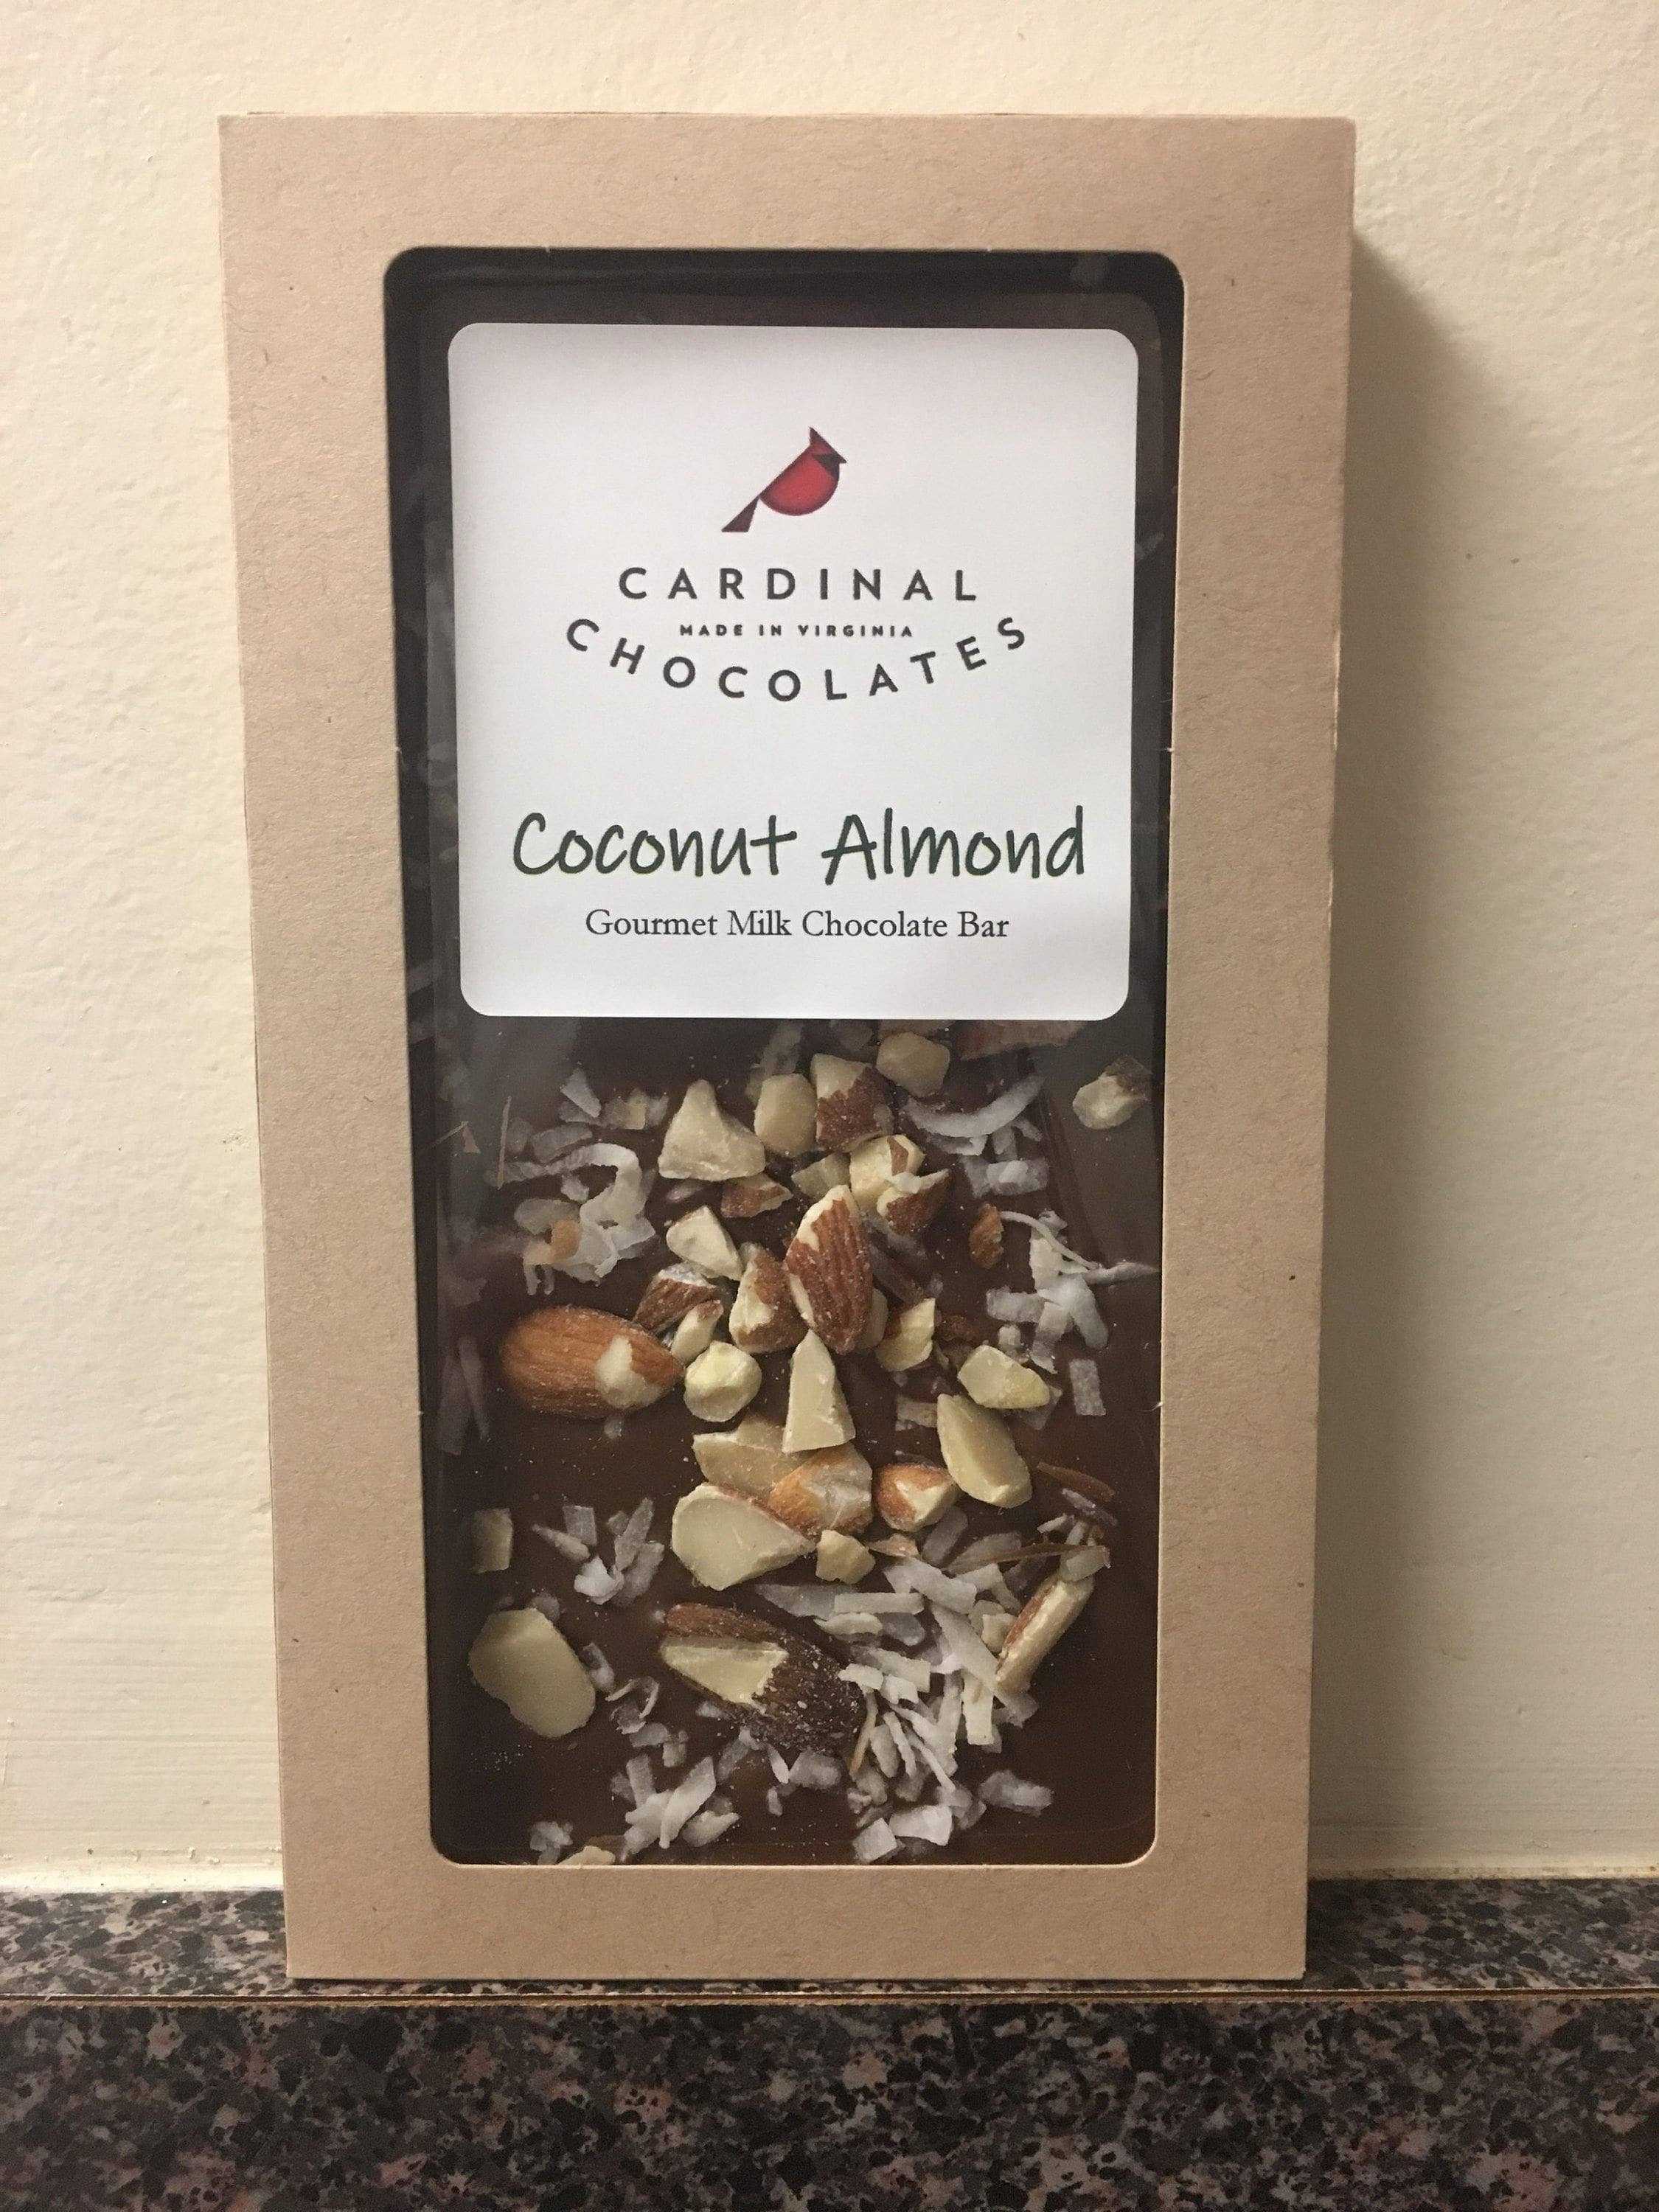 CARDINAL
MADE IN VIRGINIA
CHOCOLATES
Coconut Almond
Gourmet Milk Chocolate Bar